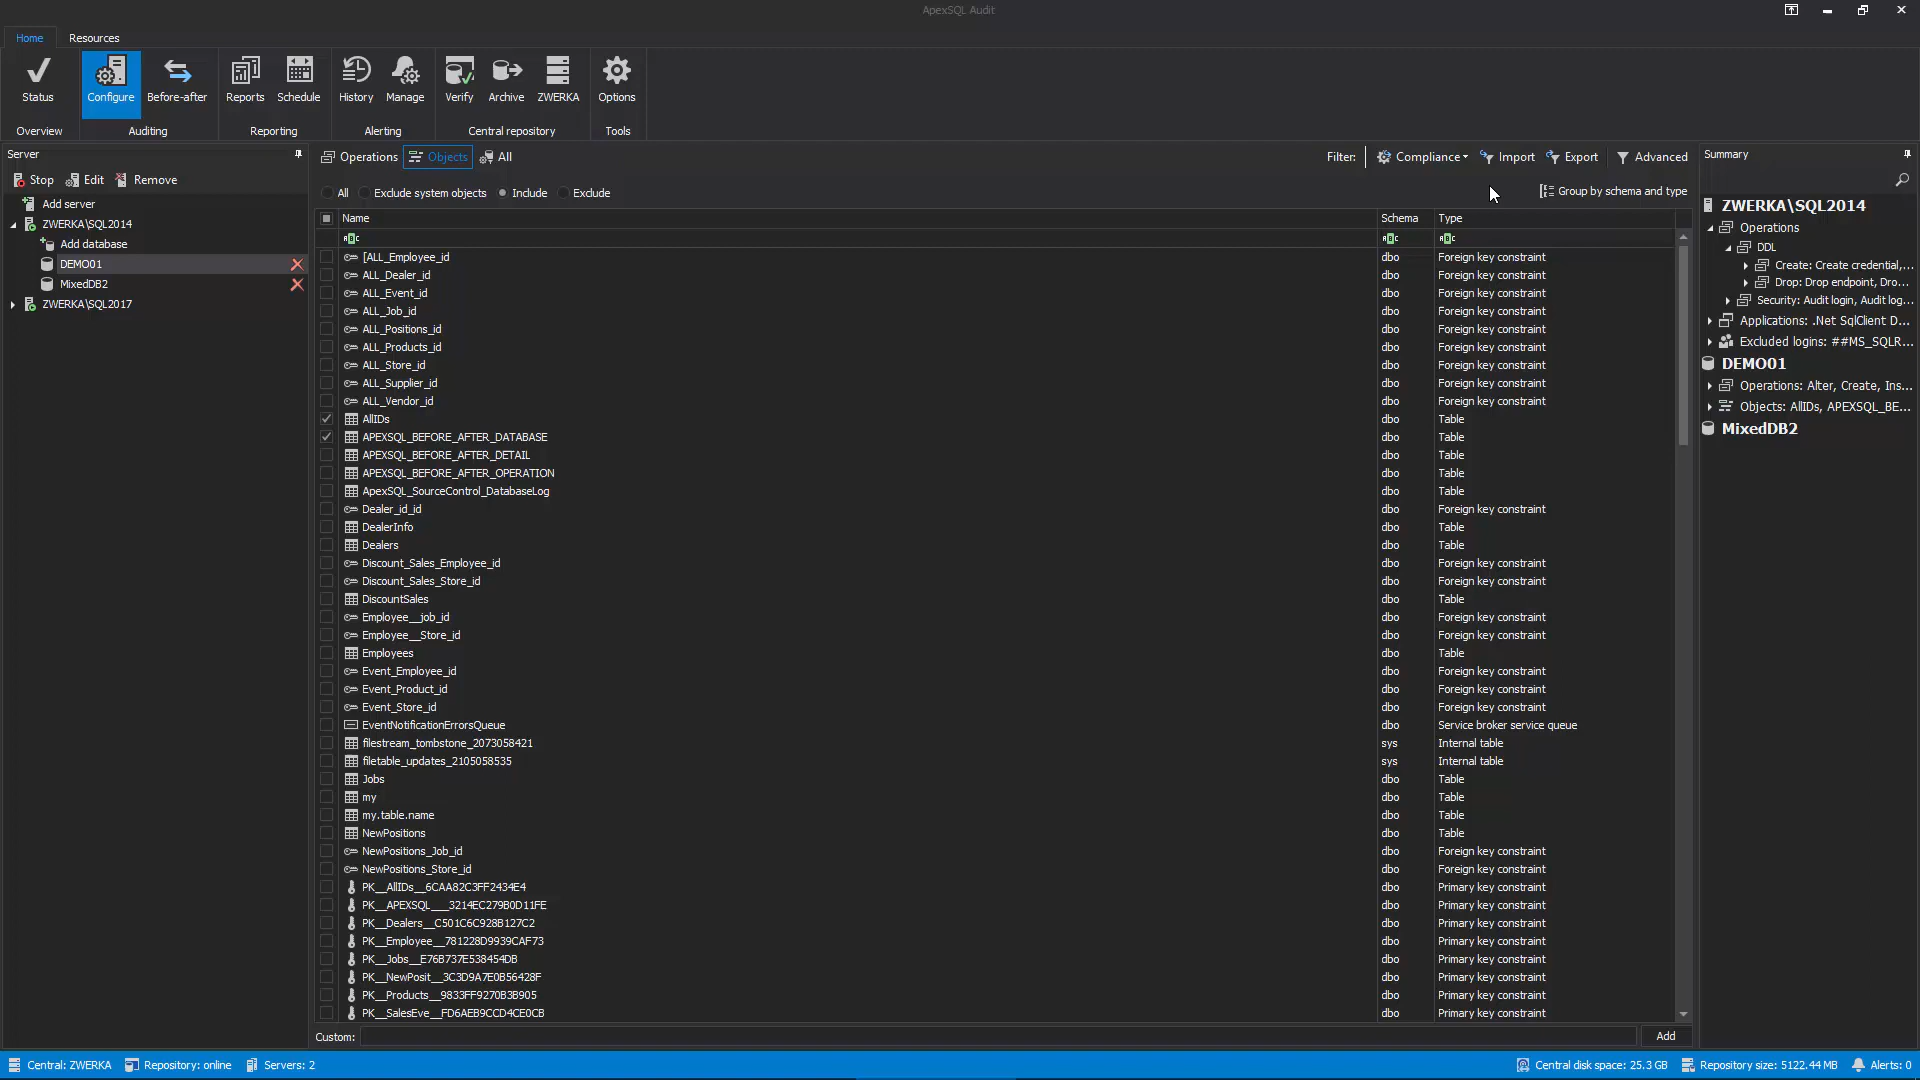 ApexSQL Audit
Home Resources
Status Configure Before-after Reports Schedule History Manage Verify Archive ZWERKA Options
Overview Auditing Reporting Alerting Central repository Tools
Server
Stop Edit Remove
Add server
ZWERKA\SQL2014
Add database
DEMO01
MixedDB2
ZWERKA\SQL2017
Operations Objects All
Filter: Compliance Import Export Advanced
All Exclude system objects Include Exclude
Group by schema and type
Name Schema Type
[ALL_Employee_id dbo Foreign key constraint
ALL_Dealer_id dbo Foreign key constraint
ALL_Event_id dbo Foreign key constraint
ALL_Job_id dbo Foreign key constraint
ALL_Positions_id dbo Foreign key constraint
ALL_Products_id dbo Foreign key constraint
ALL_Store_id dbo Foreign key constraint
ALL_Supplier_id dbo Foreign key constraint
ALL_Vendor_id dbo Foreign key constraint
AllIDs dbo Table
APEXSQL_BEFORE_AFTER_DATABASE dbo Table
APEXSQL_BEFORE_AFTER_DETAIL dbo Table
APEXSQL_BEFORE_AFTER_OPERATION dbo Table
ApexSQL_SourceControl_DatabaseLog dbo Table
Dealer_id_id dbo Foreign key constraint
DealerInfo dbo Table
Dealers dbo Table
Discount_Sales_Employee_id dbo Foreign key constraint
Discount_Sales_Store_id dbo Foreign key constraint
DiscountSales dbo Table
Employee__job_id dbo Foreign key constraint
Employee__Store_id dbo Foreign key constraint
Employees dbo Table
Event_Employee_id dbo Foreign key constraint
Event_Product_id dbo Foreign key constraint
Event_Store_id dbo Foreign key constraint
EventNotificationErrorsQueue dbo Service broker service queue
filestream_tombstone_2073058421 sys Internal table
filetable_updates_2105058535 sys Internal table
Jobs dbo Table
my dbo Table
my.table.name dbo Table
NewPositions dbo Table
NewPositions_Job_id dbo Foreign key constraint
NewPositions_Store_id dbo Foreign key constraint
PK__AllIDs__6CAA82C3FF2434E4 dbo Primary key constraint
PK__APEXSQL___3214EC279B0D11FE dbo Primary key constraint
PK__Dealers__C501C6C928B127C2 dbo Primary key constraint
PK__Employee__781228D9939CAF73 dbo Primary key constraint
PK__Jobs__E76B737E538454DB dbo Primary key constraint
PK__NewPosit__3C3D9A7E0B56428F dbo Primary key constraint
PK__Products__9833FF9270B3B905 dbo Primary key constraint
PK__SalesEve__FD6AEB9CCD4CE0CB dbo Primary key constraint
Custom: Add
Summary
ZWERKA\SQL2014
Operations
DDL
Create: Create credential,...
Drop: Drop endpoint, Dro...
Security: Audit login, Audit log...
Applications: .Net SqlClient D...
Excluded logins: ##MS_SQLR...
DEMO01
Operations: Alter, Create, Ins...
Objects: AllIDs, APEXSQL_BE...
MixedDB2
Central: ZWERKA Repository: online Servers: 2 Central disk space: 25.3 GB Repository size: 5122.44 MB Alerts: 0